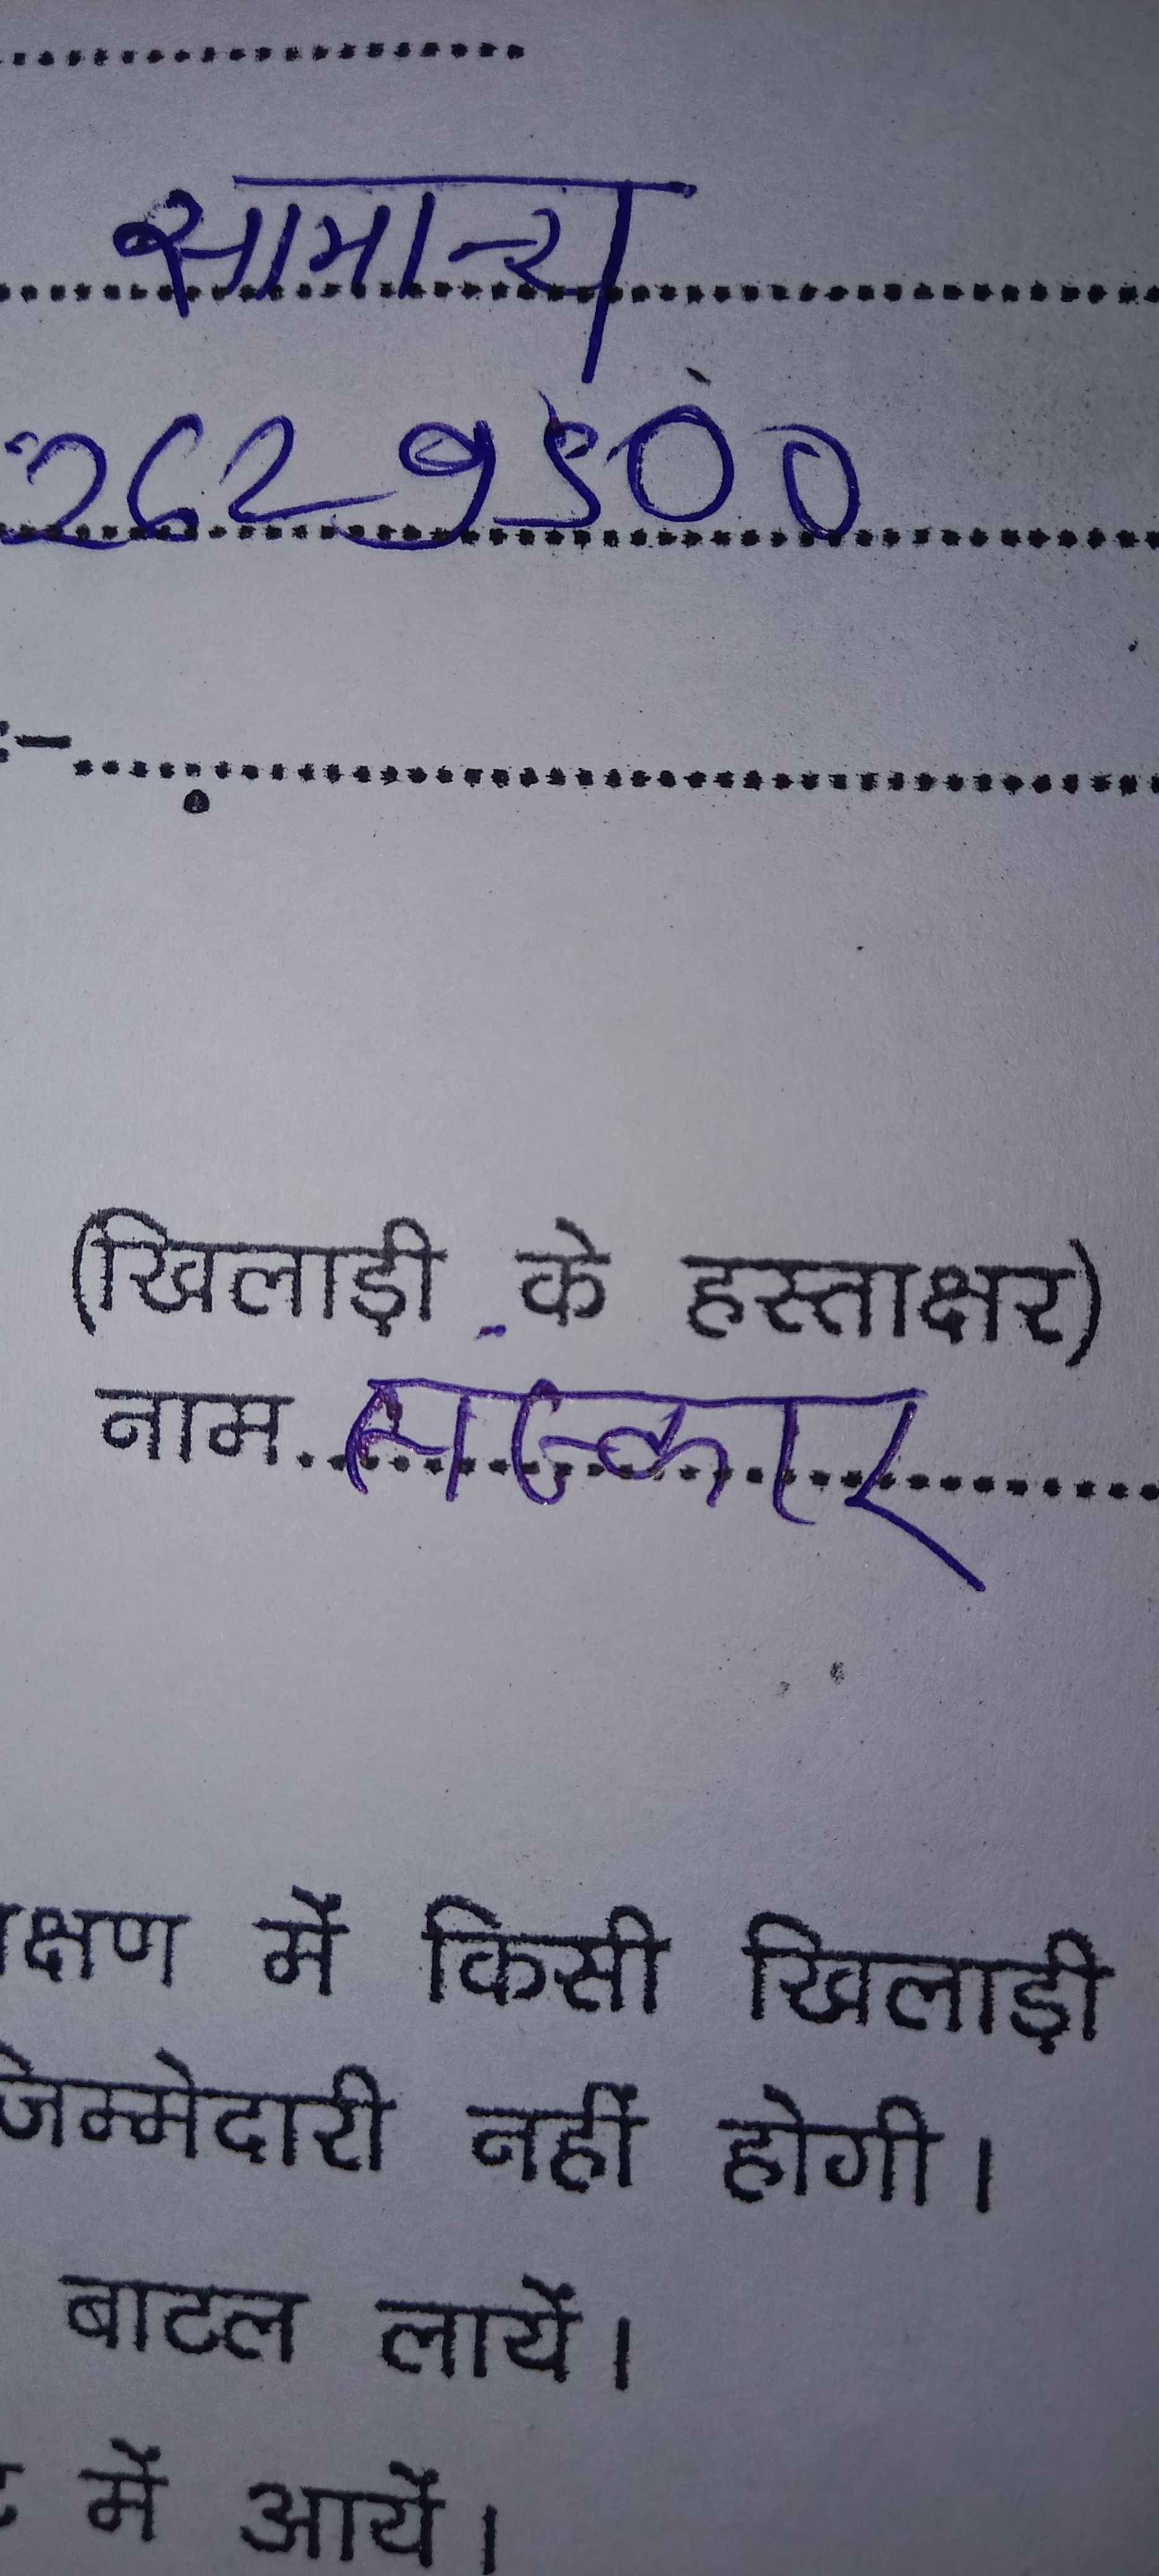 सामान्य
262 9500
:-
(खिलाड़ी के हस्ताक्षर)
नाम.
क्षण में किसी खिलाड़ी
जिम्मेदारी नहीं होगी।
बाटल लायें।
में आयें।